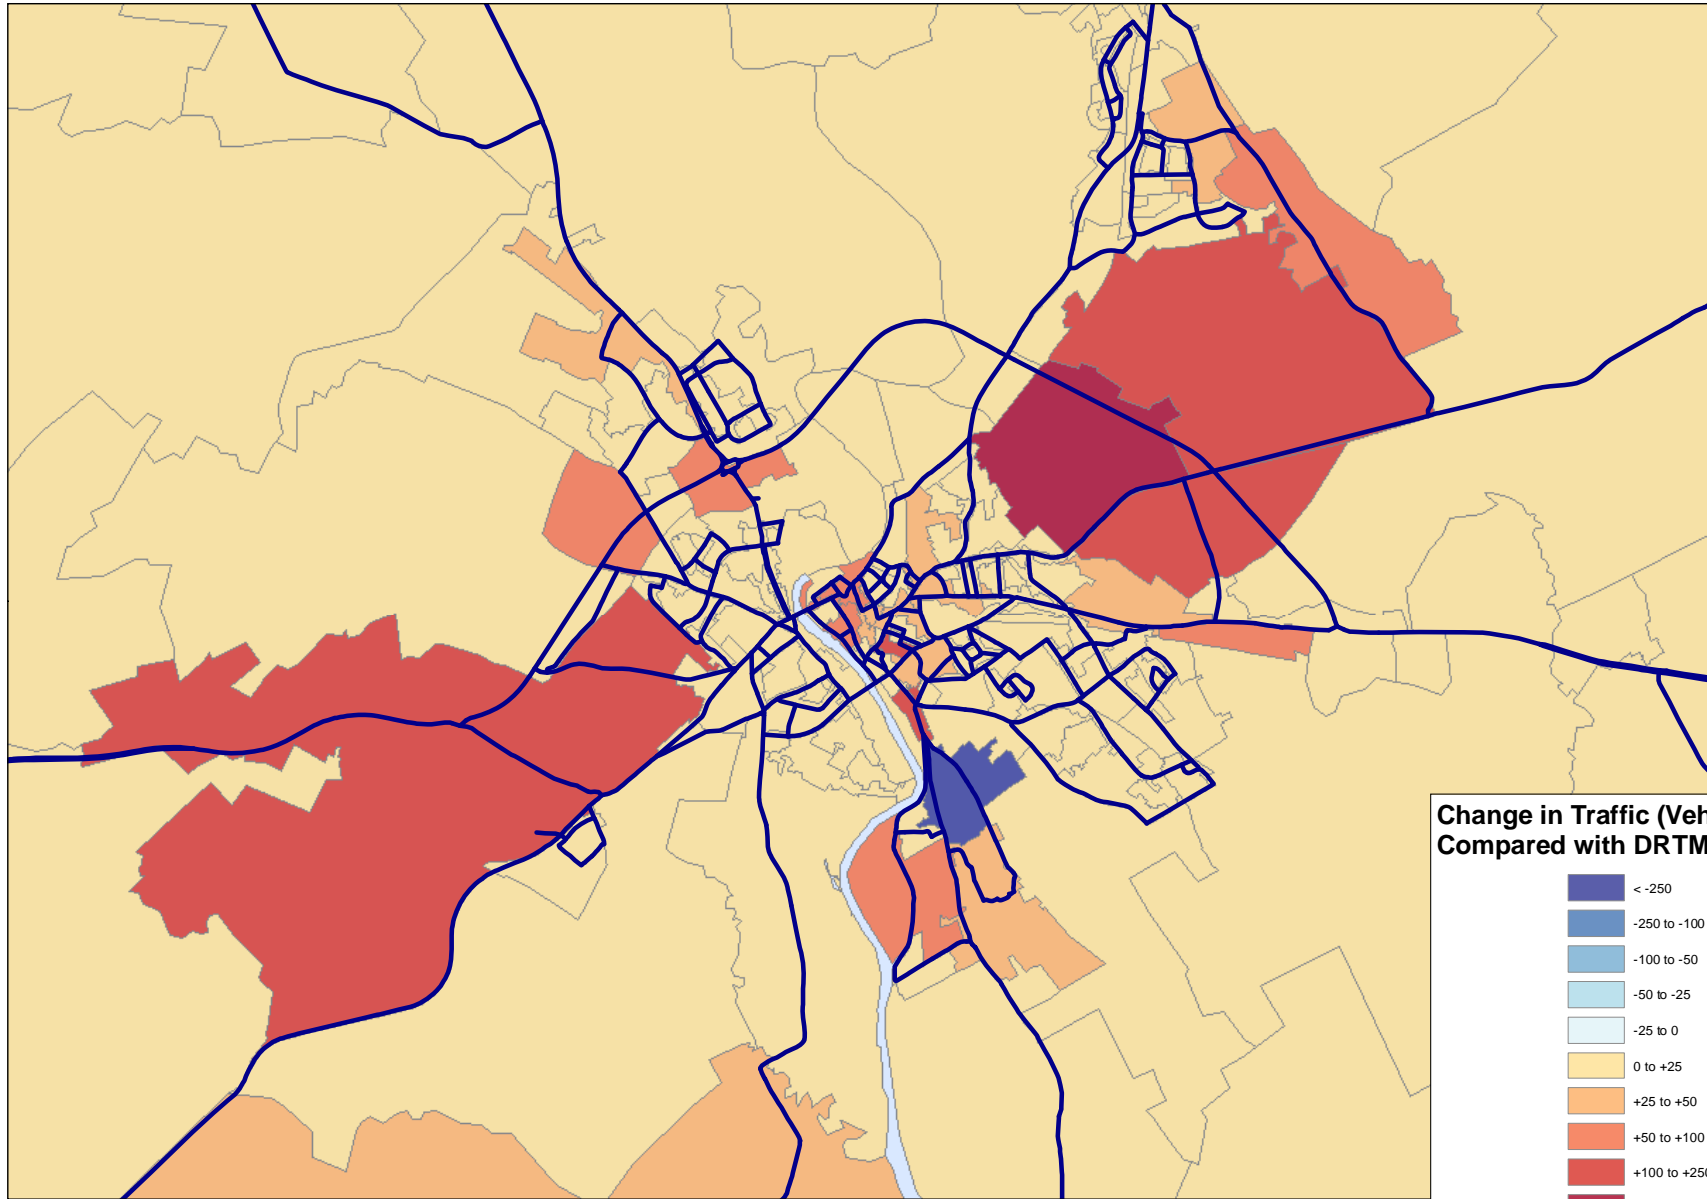 Change in Traffic (Veh
Compared with DRTM
< -250
-250 to -100
-100 to -50
-50 to -25
-25 to 0
0 to +25
+25 to +50
+50 to +100
+100 to +250